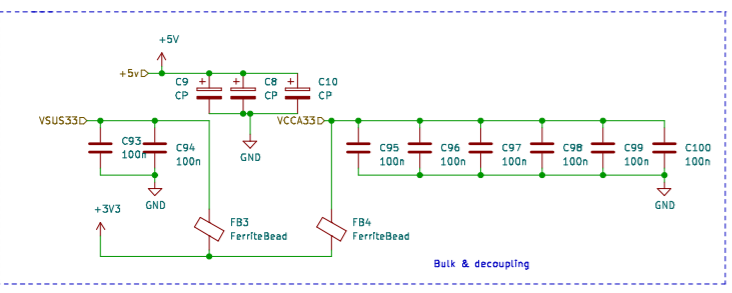 +5V
+5v
C9
CP
+
C8
CP
+
C10
CP
+
VSUS33
VCCA33
C93
100n
C94
100n
GND
GND
C95
100n
C96
100n
C97
100n
C98
100n
C99
100n
C100
100n
GND
+3V3
FB3
FerriteBead
FB4
FerriteBead
Bulk & decoupling